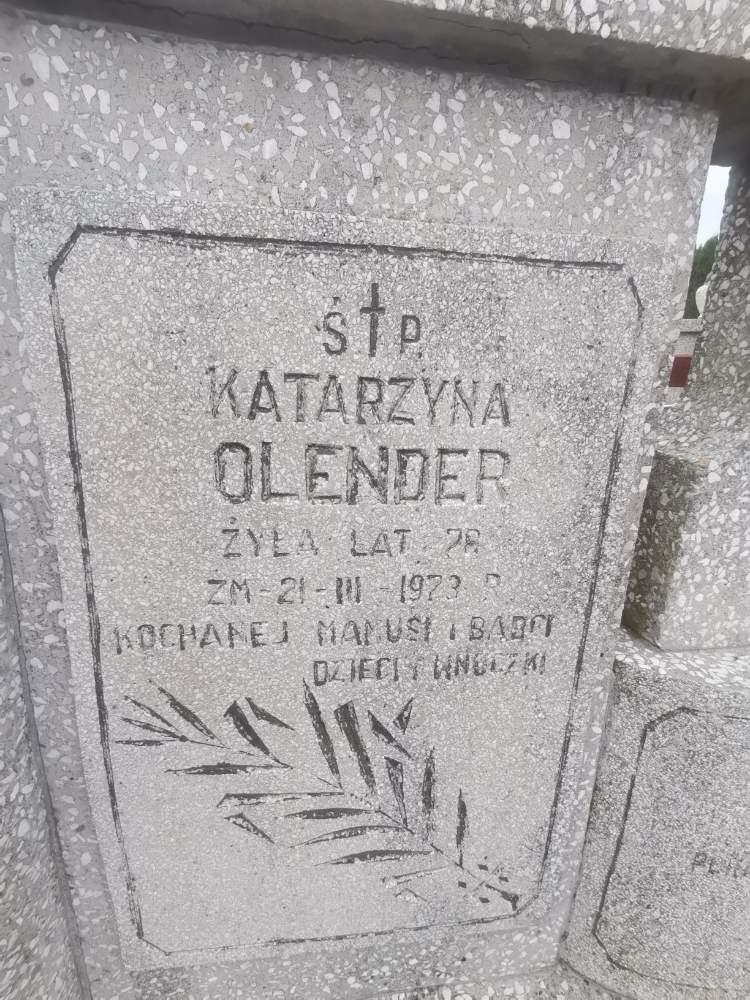 Ś † P.
KATARZYNA
OLENDER
ŻYŁA LAT 78
ZM - 21 - III - 1973 R
KOCHANEJ MAMUSI I BABCI
DZIECI I WNUCZKI